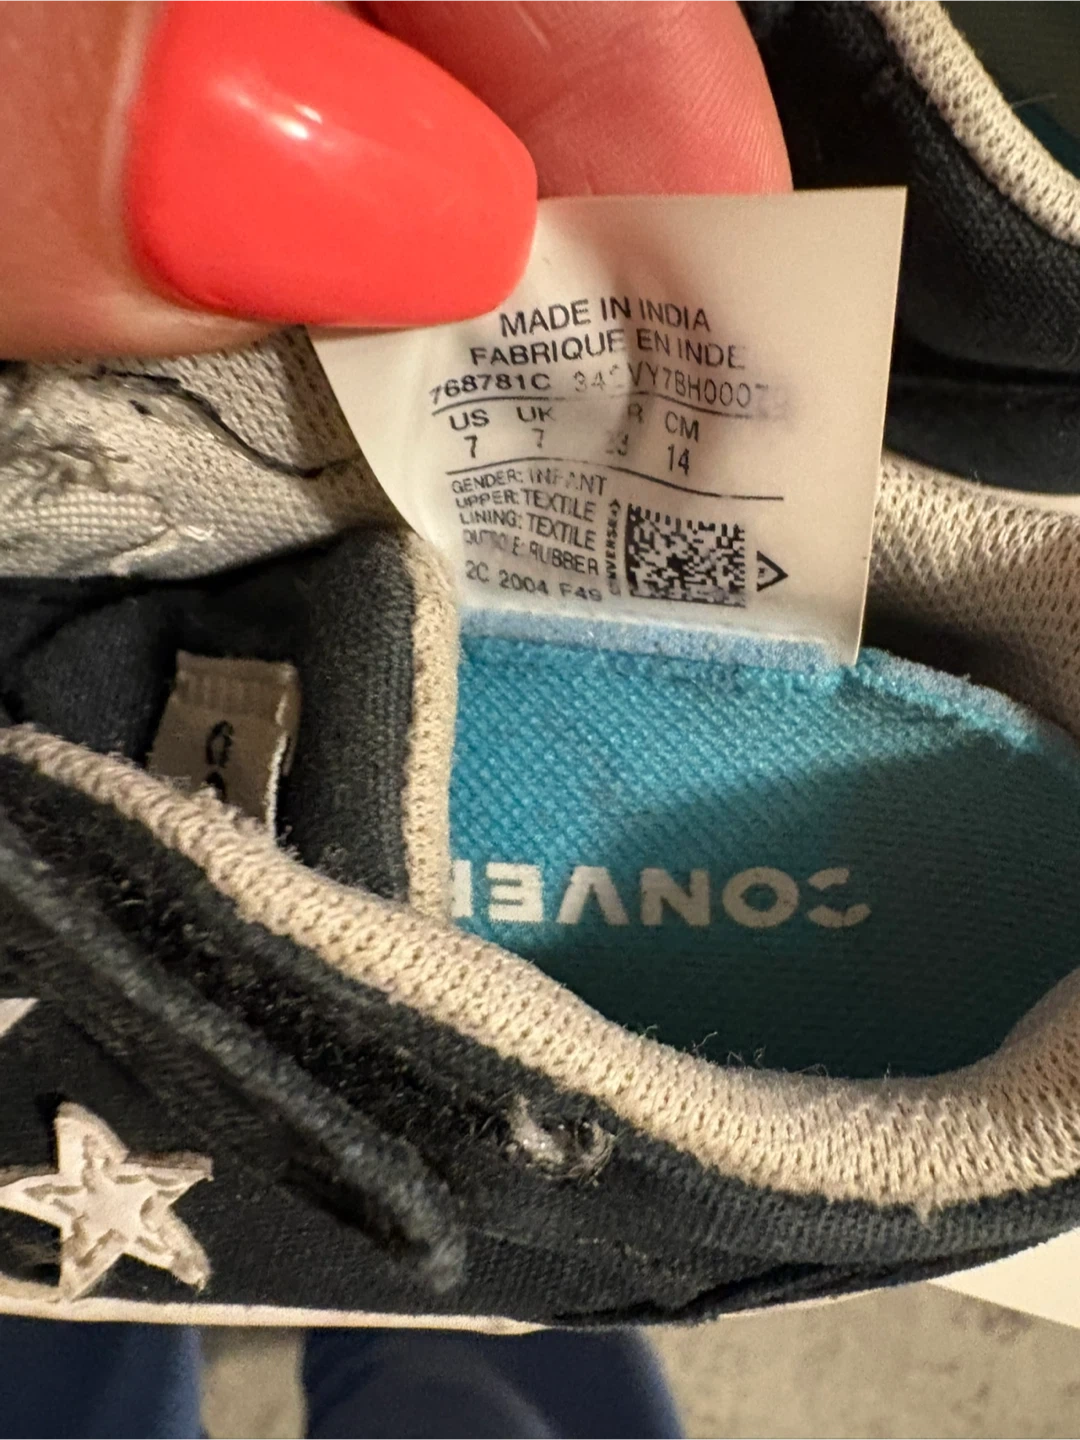 MADE IN INDIA
FABRIQUE EN INDE
768781C
US UK CM
7 7 14
GENDER: INFANT
UPPER: TEXTILE
LINING: TEXTILE
RUBBER
2C 2004 F49
CONVERSE
CONVE